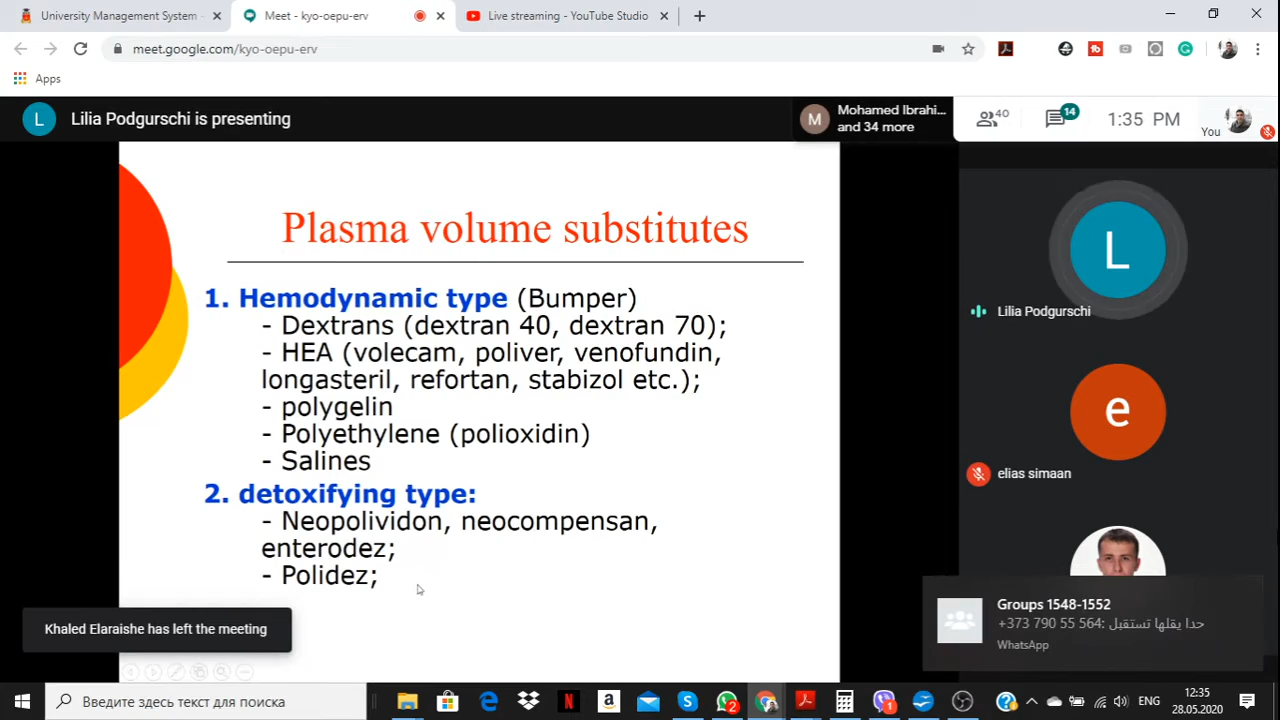 University Management System -
Meet - kyo-oepu-erv
Live streaming - YouTube Studio
meet.google.com/kyo-oepu-erv
Apps
L
Lilia Podgurschi is presenting
M
Mohamed Ibrahi...
and 34 more
40
14
1:35 PM
You
Plasma volume substitutes
1. Hemodynamic type (Bumper)
- Dextrans (dextran 40, dextran 70);
- HEA (volecam, poliver, venofundin,
longasteril, refortan, stabizol etc.);
- polygelin
- Polyethylene (polioxidin)
- Salines
2. detoxifying type:
- Neopolividon, neocompensan,
enterodez;
- Polidez;
L
Lilia Podgurschi
e
elias simaan
Groups 1548-1552
+373 790 55 564: حدا يقلها تستقبل
WhatsApp
Khaled Elaraishe has left the meeting
Введите здесь текст для поиска
2
1
12:35
28.05.2020